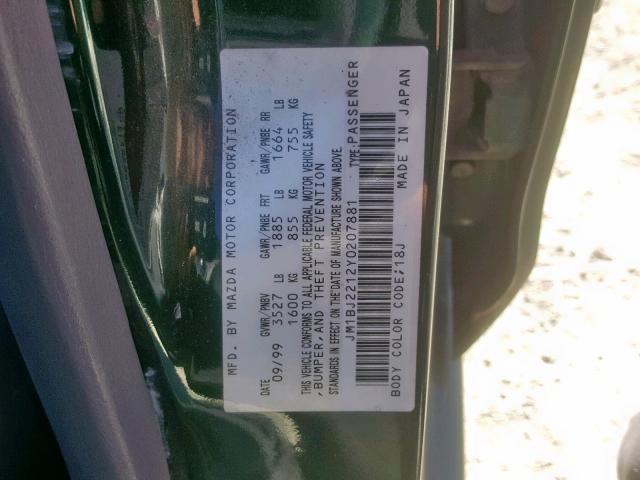 MFD. BY MAZDA MOTOR CORPORATION
DATE GVWR/PNBV GAWR/PNBE FRT GAWR/PNBE RR
09/99 3527 LB 1885 LB 1664 LB
1600 KG 855 KG 755 KG
THIS VEHICLE CONFORMS TO ALL APPLICABLE FEDERAL MOTOR VEHICLE SAFETY
, BUMPER, AND THEFT PREVENTION
STANDARDS IN EFFECT ON THE DATE OF MANUFACTURE SHOWN ABOVE.
JM1BJ2212Y0207881 TYPE:PASSENGER
BODY COLOR CODE;18J MADE IN JAPAN